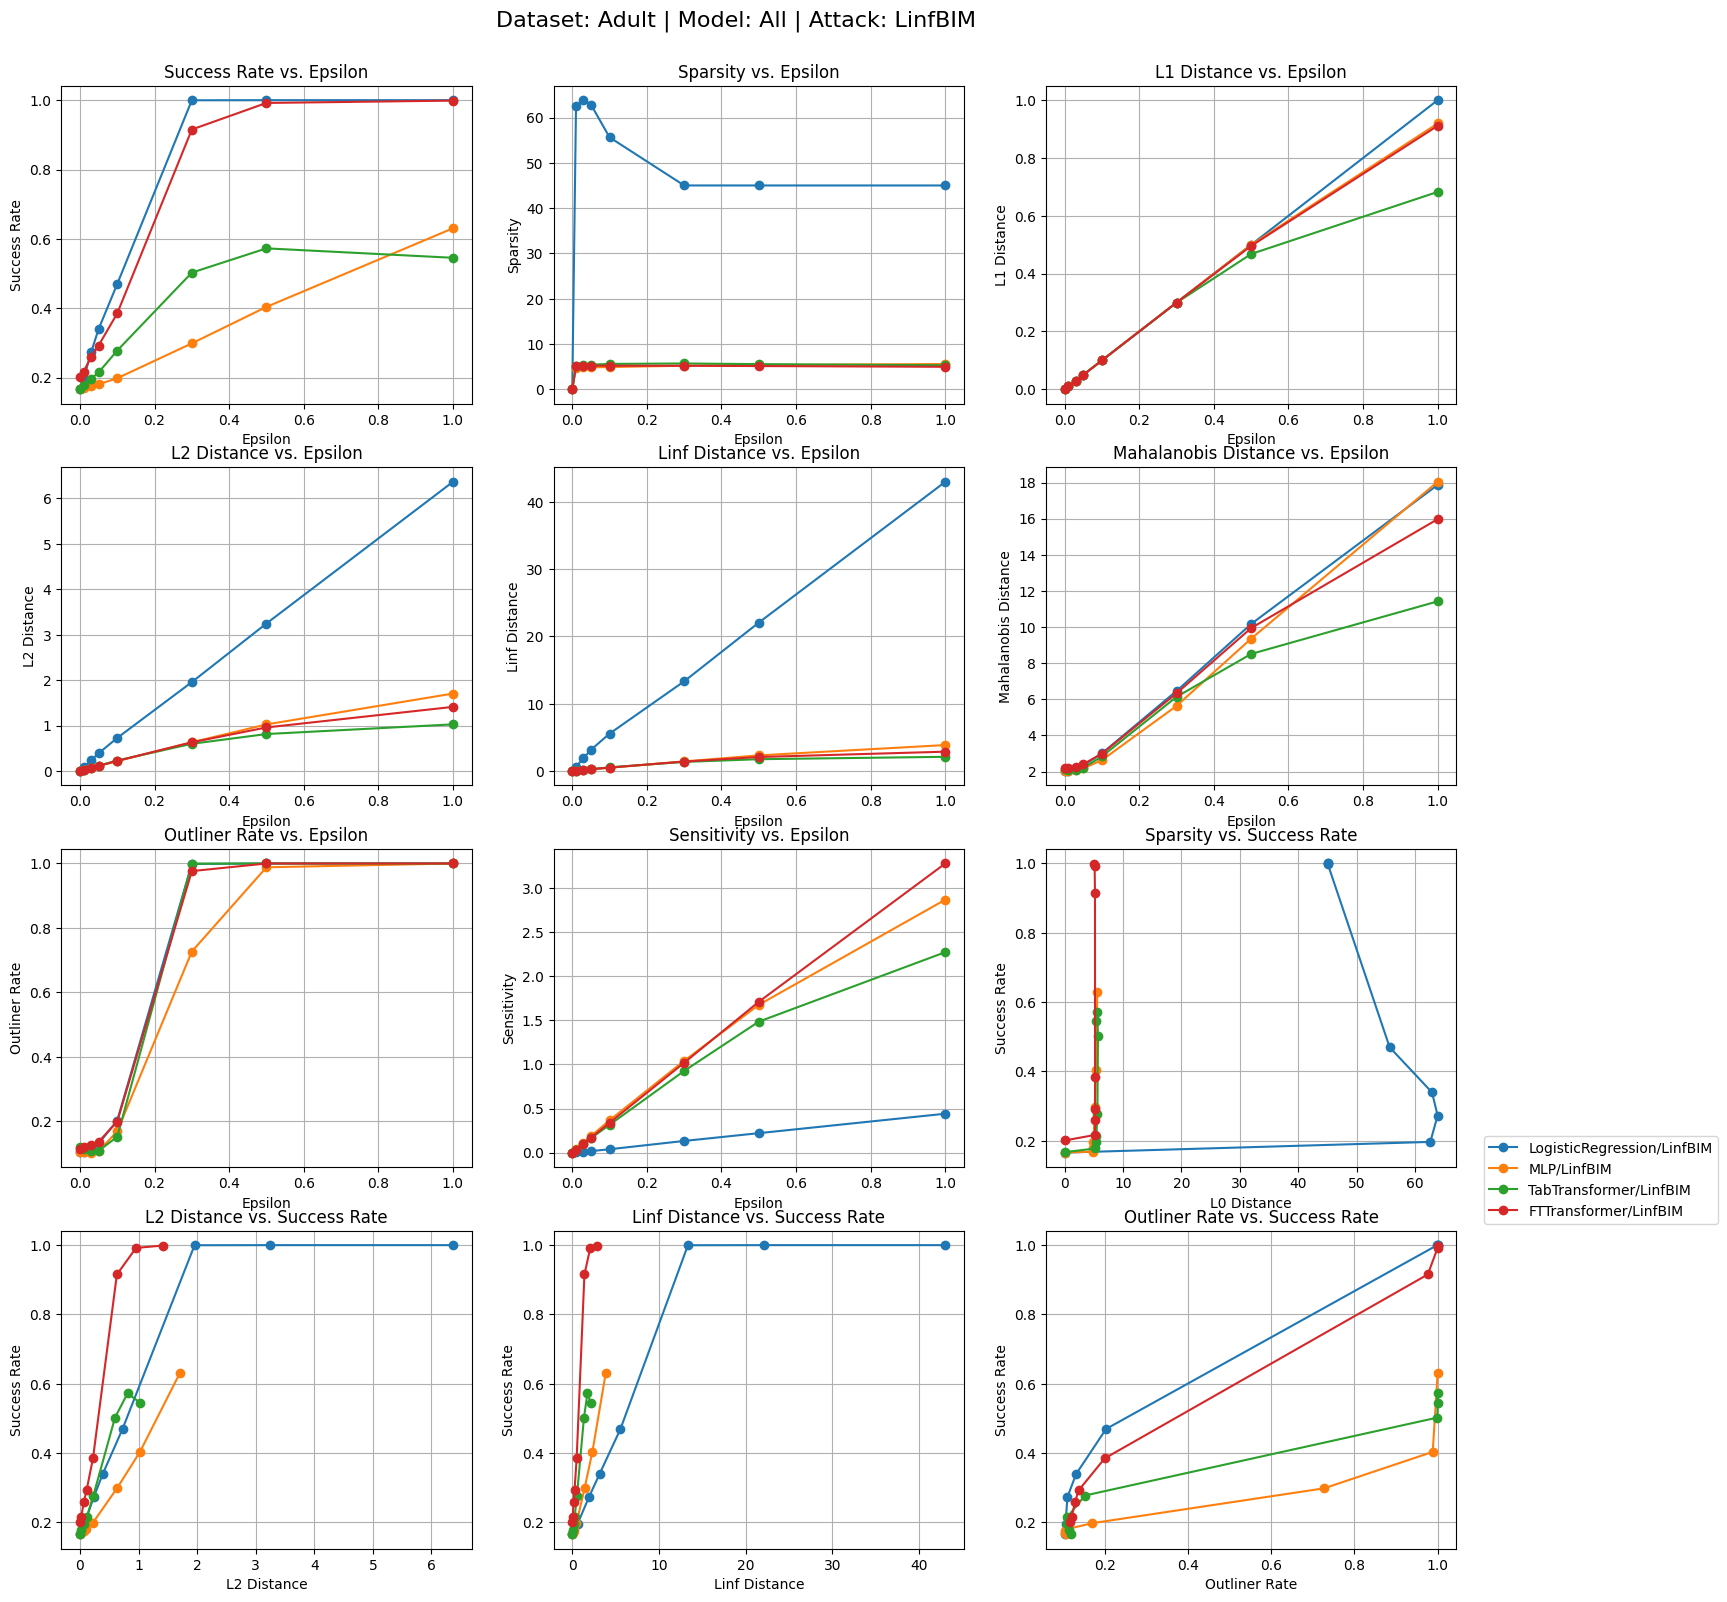 Dataset: Adult | Model: All | Attack: LinfBIM
Success Rate vs. Epsilon
Success Rate
1.0
0.8
0.6
0.4
0.2
0.0 0.2 0.4 0.6 0.8 1.0
Epsilon
Sparsity vs. Epsilon
Sparsity
60
50
40
30
20
10
0
0.0 0.2 0.4 0.6 0.8 1.0
Epsilon
L1 Distance vs. Epsilon
L1 Distance
1.0
0.8
0.6
0.4
0.2
0.0
0.0 0.2 0.4 0.6 0.8 1.0
Epsilon
L2 Distance vs. Epsilon
L2 Distance
6
5
4
3
2
1
0
0.0 0.2 0.4 0.6 0.8 1.0
Epsilon
Linf Distance vs. Epsilon
Linf Distance
40
30
20
10
0
0.0 0.2 0.4 0.6 0.8 1.0
Epsilon
Mahalanobis Distance vs. Epsilon
Mahalanobis Distance
18
16
14
12
10
8
6
4
2
0.0 0.2 0.4 0.6 0.8 1.0
Epsilon
Outliner Rate vs. Epsilon
Outliner Rate
1.0
0.8
0.6
0.4
0.2
0.0 0.2 0.4 0.6 0.8 1.0
Epsilon
Sensitivity vs. Epsilon
Sensitivity
3.0
2.5
2.0
1.5
1.0
0.5
0.0
0.0 0.2 0.4 0.6 0.8 1.0
Epsilon
Sparsity vs. Success Rate
Success Rate
1.0
0.8
0.6
0.4
0.2
0 10 20 30 40 50 60
L0 Distance
LogisticRegression/LinfBIM
MLP/LinfBIM
TabTransformer/LinfBIM
FTTransformer/LinfBIM
L2 Distance vs. Success Rate
Success Rate
1.0
0.8
0.6
0.4
0.2
0 1 2 3 4 5 6
L2 Distance
Linf Distance vs. Success Rate
Success Rate
1.0
0.8
0.6
0.4
0.2
0 10 20 30 40
Linf Distance
Outliner Rate vs. Success Rate
Success Rate
1.0
0.8
0.6
0.4
0.2
0.2 0.4 0.6 0.8 1.0
Outliner Rate